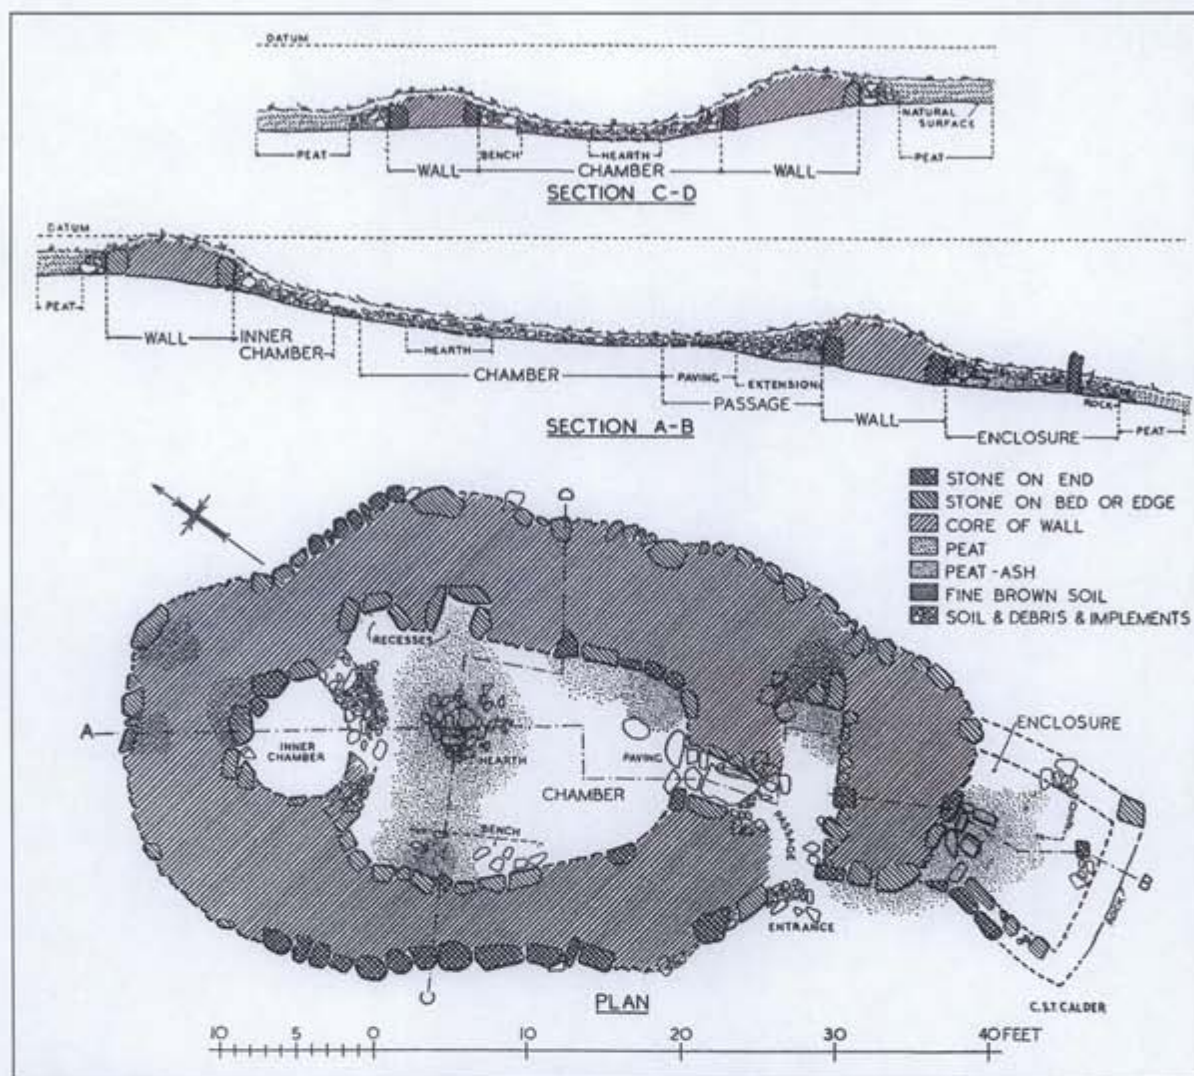 DATUM
NATURAL
SURFACE
PEAT
WALL
BENCH
HEARTH
CHAMBER
WALL
PEAT
SECTION C-D
DATUM
PEAT
WALL
INNER
CHAMBER
HEARTH
CHAMBER
PAVING
EXTENSION
PASSAGE
WALL
ROCK
ENCLOSURE
PEAT
SECTION A-B
STONE ON END
STONE ON BED OR EDGE
CORE OF WALL
PEAT
PEAT-ASH
FINE BROWN SOIL
SOIL & DEBRIS & IMPLEMENTS
D
RECESSES
A
INNER
CHAMBER
HEARTH
PAVING
CHAMBER
BENCH
PASSAGE
ENTRANCE
ENCLOSURE
B
ROCK
C
PLAN
C.S.T. CALDER
10 5 0 10 20 30 40 FEET